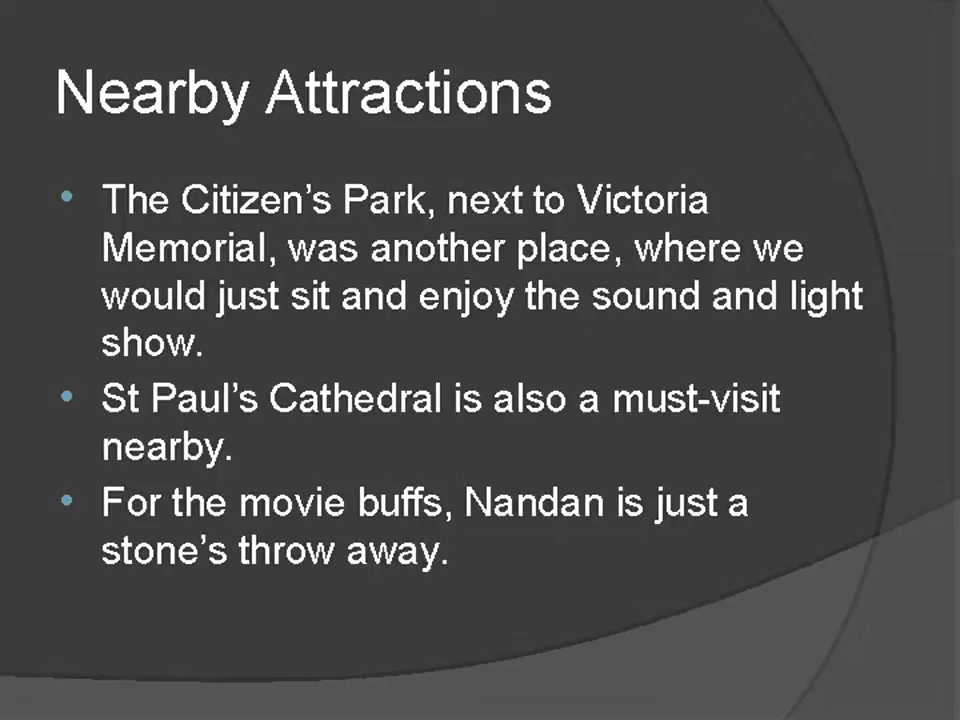 Nearby Attractions
• The Citizen’s Park, next to Victoria
Memorial, was another place, where we
would just sit and enjoy the sound and light
show.
• St Paul’s Cathedral is also a must-visit
nearby.
• For the movie buffs, Nandan is just a
stone’s throw away.